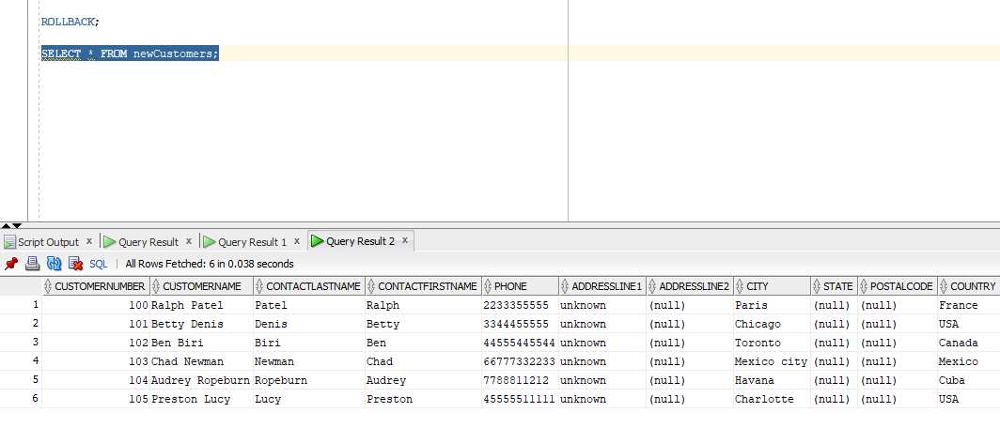 ROLLBACK;
SELECT * FROM newCustomers;
Script Output x Query Result x Query Result 1 x Query Result 2 x
SQL | All Rows Fetched: 6 in 0.038 seconds
CUSTOMERNUMBER CUSTOMERNAME CONTACTLASTNAME CONTACTFIRSTNAME PHONE ADDRESSLINE1 ADDRESSLINE2 CITY STATE POSTALCODE COUNTRY
1 100 Ralph Patel Patel Ralph 2233355555 unknown (null) Paris (null) (null) France
2 101 Betty Denis Denis Betty 3344455555 unknown (null) Chicago (null) (null) USA
3 102 Ben Biri Biri Ben 44555445544 unknown (null) Toronto (null) (null) Canada
4 103 Chad Newman Newman Chad 66777332233 unknown (null) Mexico city (null) (null) Mexico
5 104 Audrey Ropeburn Ropeburn Audrey 7788811212 unknown (null) Havana (null) (null) Cuba
6 105 Preston Lucy Lucy Preston 45555511111 unknown (null) Charlotte (null) (null) USA